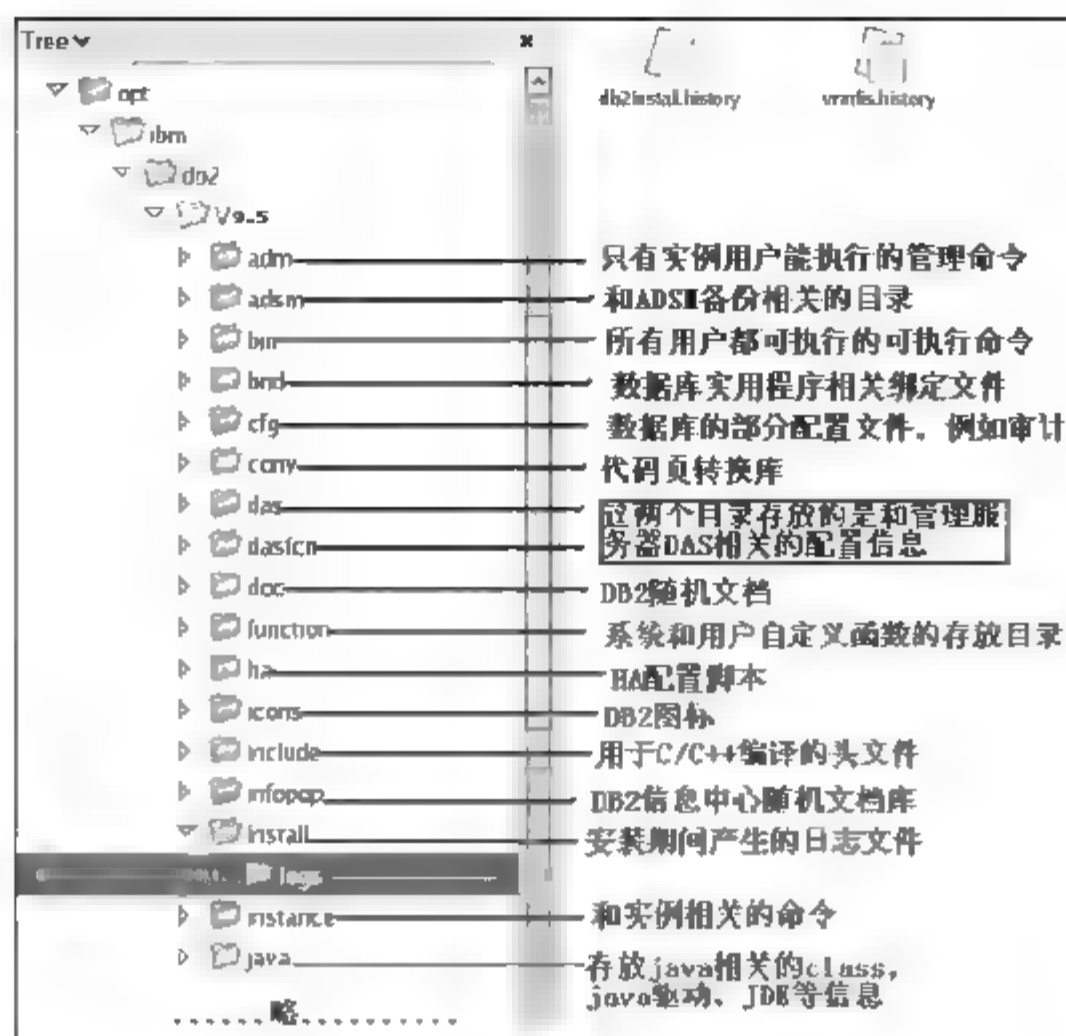 Tree
opt
ibm
db2
V9.5
adm
adsm
bin
bnd
cfg
conv
das
dasfcn
doc
function
ha
icons
include
infopop
install
logs
instance
java
......略............
db2install.history
只有实例用户能执行的管理命令
和ADSM备份相关的目录
所有用户都可执行的可执行命令
数据库实用程序相关绑定文件
数据库的部分配置文件，例如审计
代码页转换库
这两个目录存放的是和管理服
务器DAS相关的配置信息
DB2随机文档
系统和用户自定义函数的存放目录
HA配置脚本
DB2图标
用于C/C++编译的头文件
DB2信息中心随机文档库
安装期间产生的日志文件
和实例相关的命令
存放java相关的class，
java驱动、JDK等信息